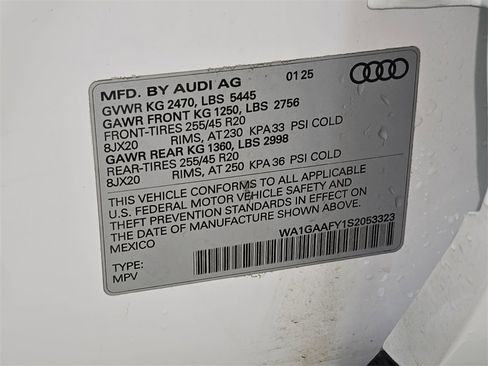 MFD. BY AUDI AG 01 25
GVWR KG 2470, LBS 5445
GAWR FRONT KG 1250, LBS 2756
FRONT-TIRES 255/45 R20
8JX20 RIMS, AT 230 KPA 33 PSI COLD
GAWR REAR KG 1360, LBS 2998
REAR-TIRES 255/45 R20
8JX20 RIMS, AT 250 KPA 36 PSI COLD
THIS VEHICLE CONFORMS TO ALL APPLICABLE
U.S. FEDERAL MOTOR VEHICLE SAFETY AND
THEFT PREVENTION STANDARDS IN EFFECT ON
THE DATE OF MANUFACTURE SHOWN ABOVE.
MEXICO
WA1GAAFY1S2053323
TYPE:
MPV